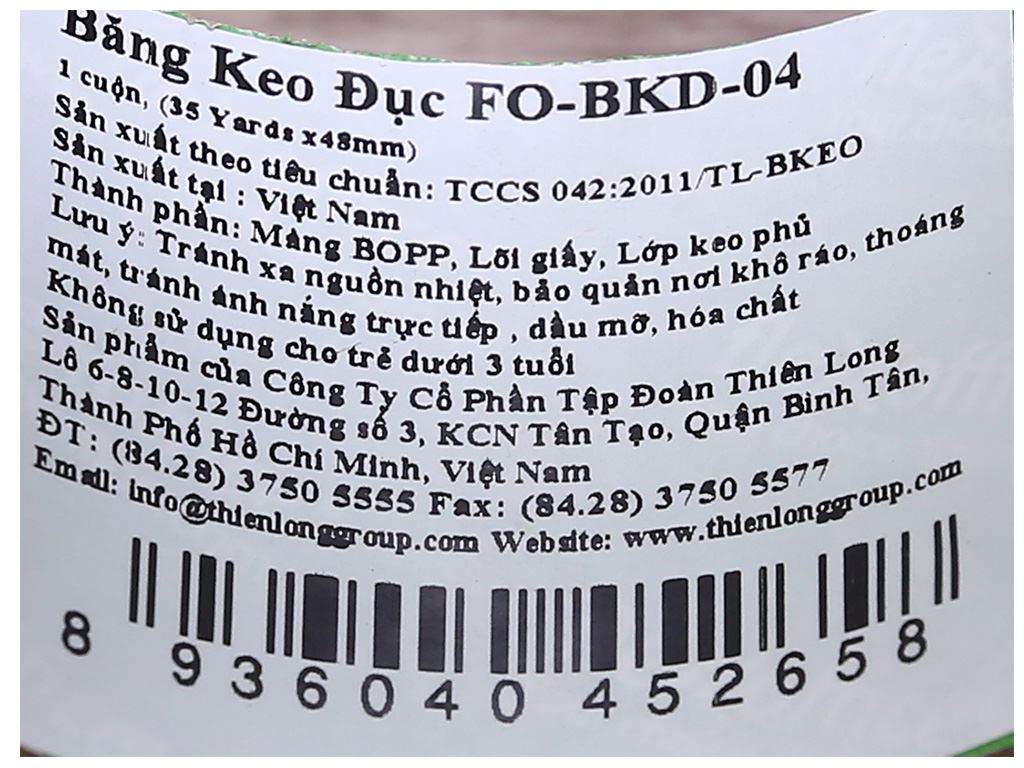 Băng Keo Đục FO-BKD-04
1 cuộn, (35 Yards x48mm)
Sản xuất theo tiêu chuẩn: TCCS 042:2011/TL-BKEO
Sản xuất tại : Việt Nam
Thành phần: Màng BOPP, Lõi giấy, Lớp keo phủ
Lưu ý: Tránh xa nguồn nhiệt, bảo quản nơi khô ráo, thoáng
mát, tránh ánh nắng trực tiếp , dầu mỡ, hóa chất
Không sử dụng cho trẻ dưới 3 tuổi
Sản phẩm của Công Ty Cổ Phần Tập Đoàn Thiên Long
Lô 6-8-10-12 Đường số 3, KCN Tân Tạo, Quận Bình Tân,
Thành Phố Hồ Chí Minh, Việt Nam
ĐT: (84.28) 3750 5555 Fax: (84.28) 3750 5577
Email: info@thienlonggroup.com Website: www.thienlonggroup.com
8 936040 452658